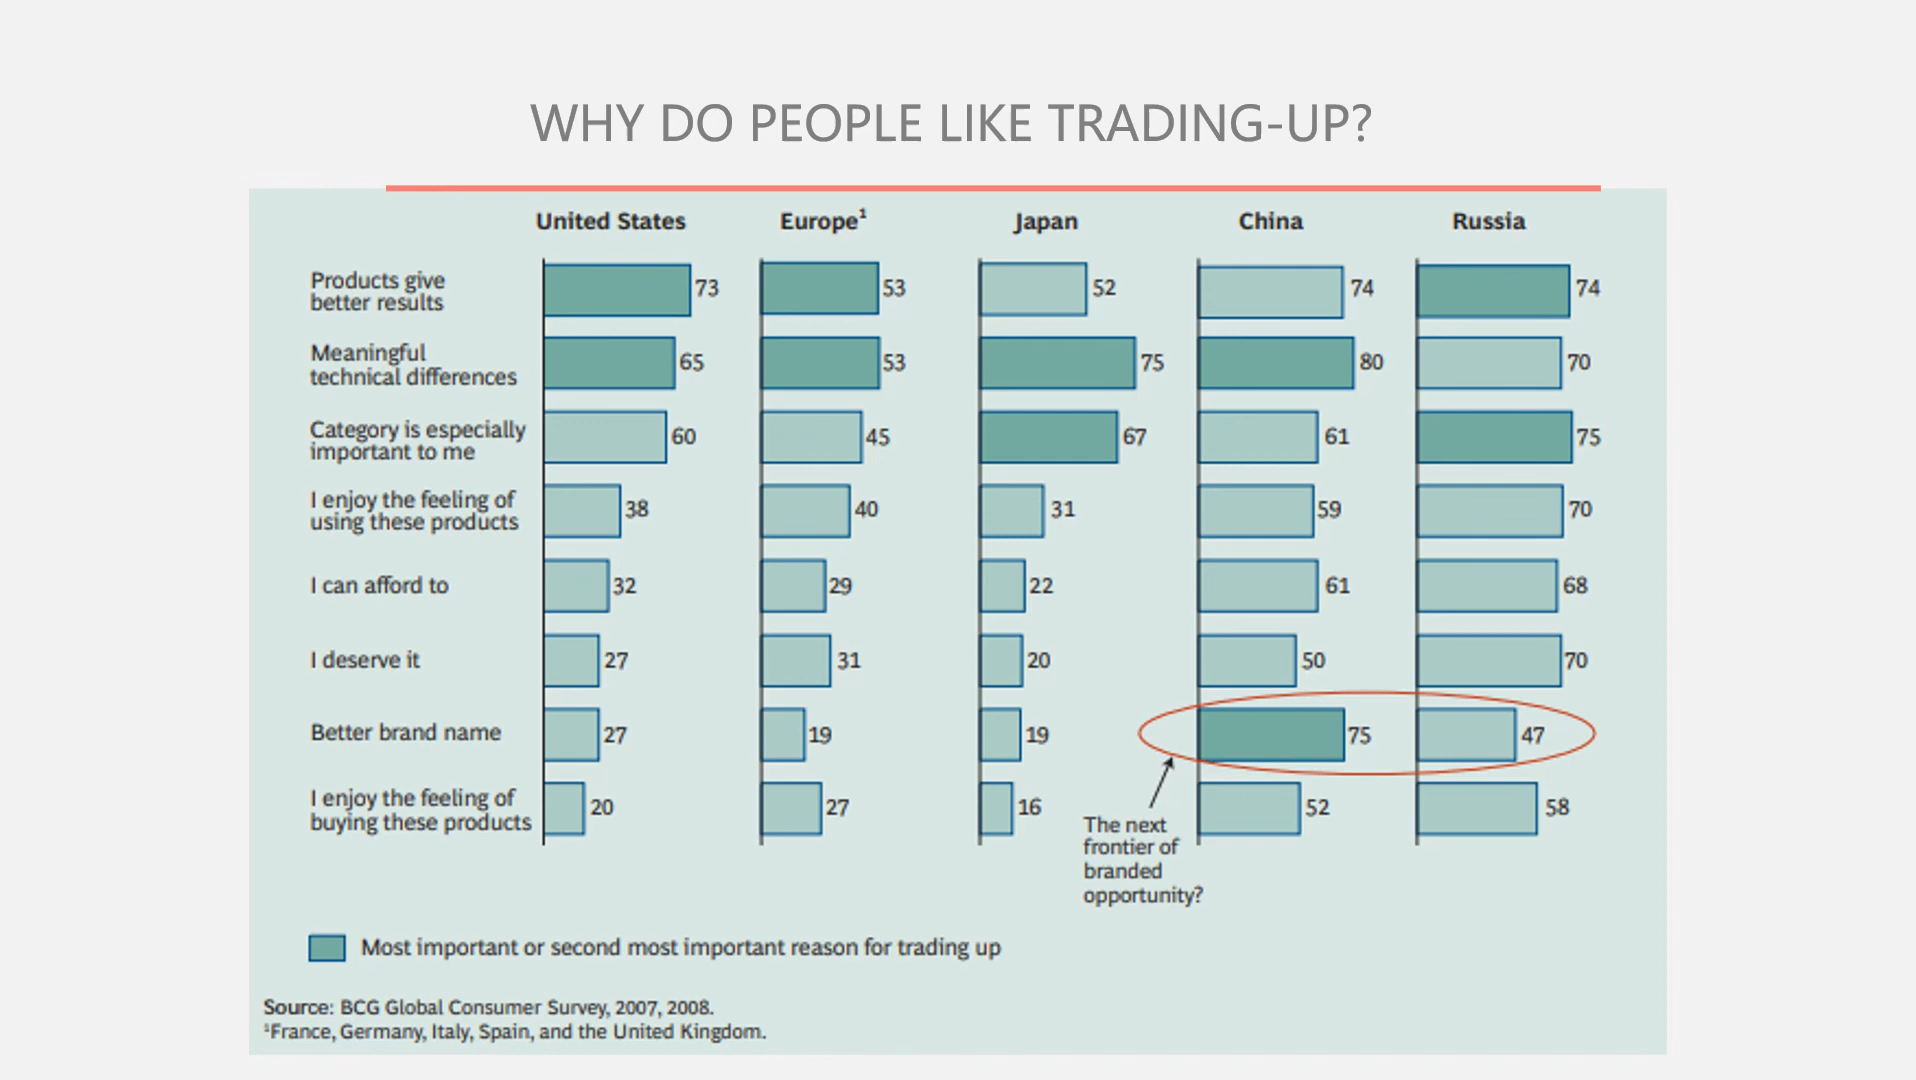 WHY DO PEOPLE LIKE TRADING-UP?
United States Europe¹ Japan China Russia
Products give
better results
73 53 52 74 74
Meaningful
technical differences
65 53 75 80 70
Category is especially
important to me
60 45 67 61 75
I enjoy the feeling of
using these products
38 40 31 59 70
I can afford to 32 29 22 61 68
I deserve it 27 31 20 50 70
Better brand name 27 19 19 75 47
I enjoy the feeling of
buying these products
20 27 16 52 58
The next
frontier of
branded
opportunity?
Most important or second most important reason for trading up
Source: BCG Global Consumer Survey, 2007, 2008.
¹France, Germany, Italy, Spain, and the United Kingdom.